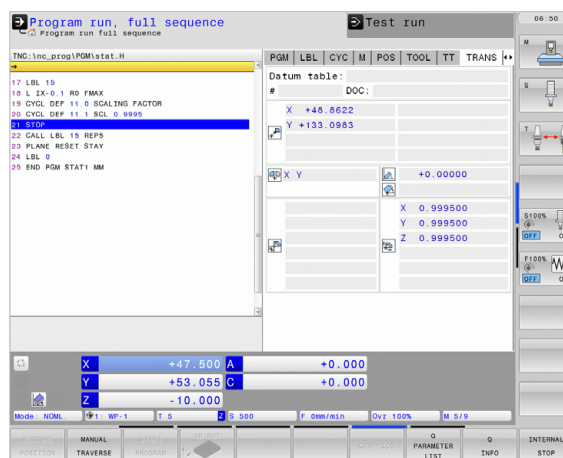 Program run, full sequence
Program run full sequence
Test run
06:50
TNC:\nc_prog\PGM\stat.H
17 LBL 15
18 L IX-0.1 R0 FMAX
19 CYCL DEF 11.0 SCALING FACTOR
20 CYCL DEF 11.1 SCL 0.9995
21 STOP
22 CALL LBL 15 REP5
23 PLANE RESET STAY
24 LBL 0
25 END PGM STAT1 MM
PGM LBL CYC M POS TOOL TT TRANS
Datum table:
# DOC:
X +48.8622
Y +133.0983
X Y
+0.00000
X 0.999500
Y 0.999500
Z 0.999500
M
S
T
S100%
OFF
F100%
OFF
X +47.500 A +0.000
Y +53.055 C +0.000
Z -10.000
Mode: NOML. 1: WP-1 T 5 Z S 500 F 0mm/min Ovr 100% M 5/9
POSITION
MANUAL TRAVERSE
START PROGRAM
3D ROT
Q PARAMETER LIST
Q INFO
INTERNAL STOP